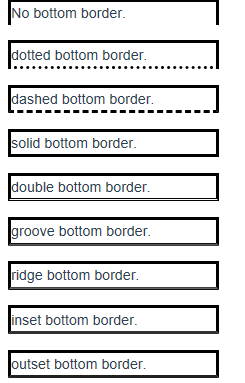 No bottom border.
dotted bottom border.
dashed bottom border.
solid bottom border.
double bottom border.
groove bottom border.
ridge bottom border.
inset bottom border.
outset bottom border.